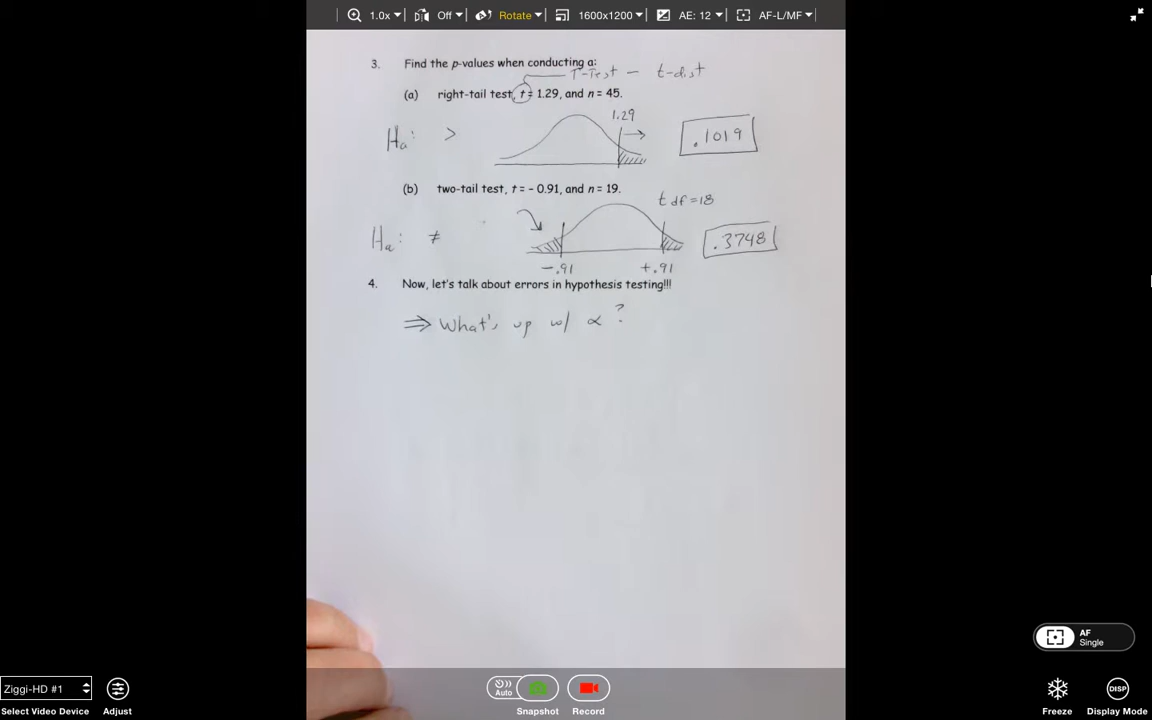 1.0x Off Rotate 1600x1200 AE: 12 AF-L/MF
3. Find the p-values when conducting a:
T-Test - t-dist
(a) right-tail test, t = 1.29, and n = 45.
1.29
Ha: > .1019
(b) two-tail test, t = - 0.91, and n = 19.
t df = 18
Ha: ≠ .3748
-.91 +.91
4. Now, let's talk about errors in hypothesis testing!!!
⇒ What's up w/ α ?
AF
Single
Ziggi-HD #1
Auto
DISP
Select Video Device Adjust Snapshot Record Freeze Display Mode